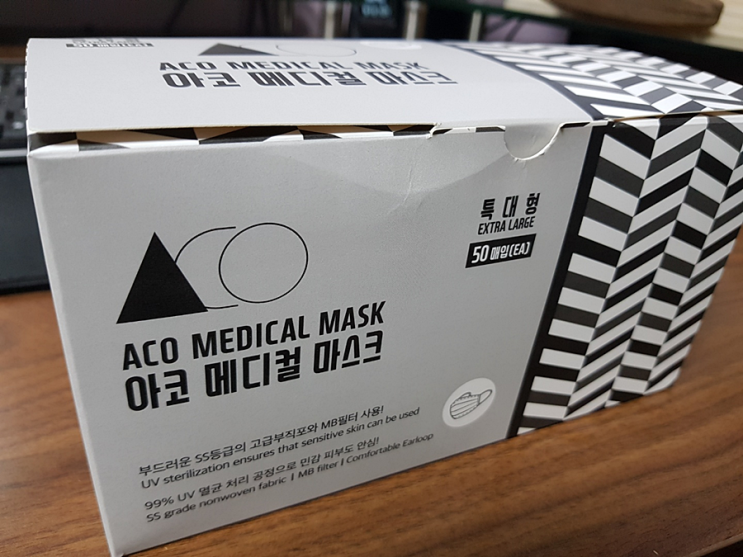 50 매입(EA)
ACO MEDICAL MASK
아코 메디컬 마스크
특대형
EXTRA LARGE
50 매입(EA)
ACO
ACO MEDICAL MASK
아코 메디컬 마스크
부드러운 SS등급의 고급부직포와 MB필터 사용!
UV sterilization ensures that sensitive skin can be used
99% UV 멸균 처리 공정으로 민감 피부도 안심!
SS grade nonwoven fabric | MB filter | Comfortable Earloop